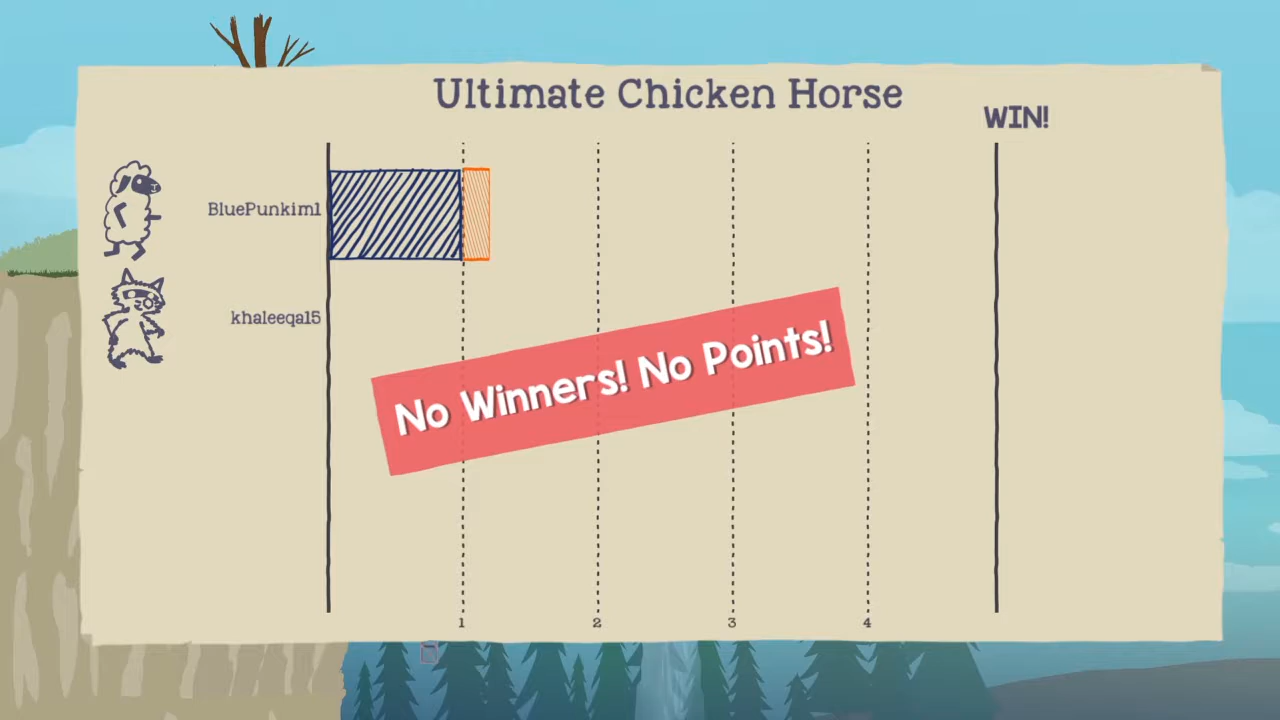 Ultimate Chicken Horse
WIN!
BluePunkim1
khaleeqa15
No Winners! No Points!
1 2 3 4